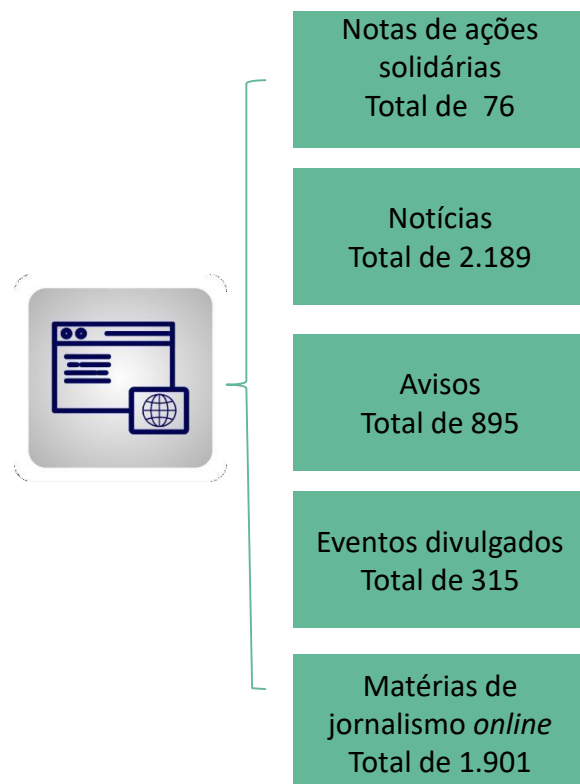 Notas de ações
solidárias
Total de 76
Notícias
Total de 2.189
Avisos
Total de 895
Eventos divulgados
Total de 315
Matérias de
jornalismo online
Total de 1.901